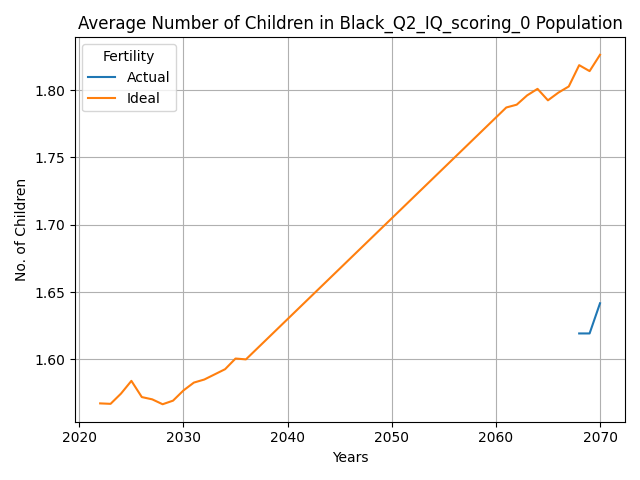 Average Number of Children in Black_Q2_IQ_scoring_0 Population
Fertility
Actual
Ideal
1.80
1.75
1.70
1.65
1.60
No. of Children
2020
2030
2040
2050
2060
2070
Years